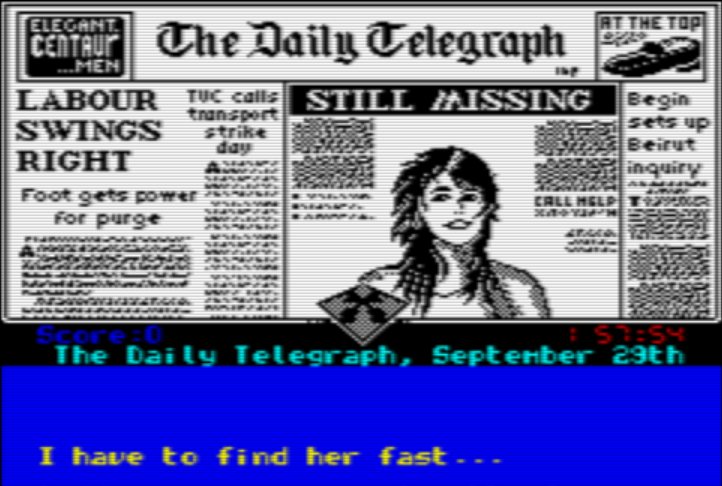 ELEGANT
CENTAUR
...MEN
The Daily Telegraph
AT THE TOP
LABOUR
SWINGS
RIGHT
Foot gets power
for purge
TUC calls
transport
strike
day
STILL MISSING
CALL HELP
Begin
sets up
Beirut
inquiry
Score:0
: 57:54
The Daily Telegraph, September 29th
I have to find her fast...